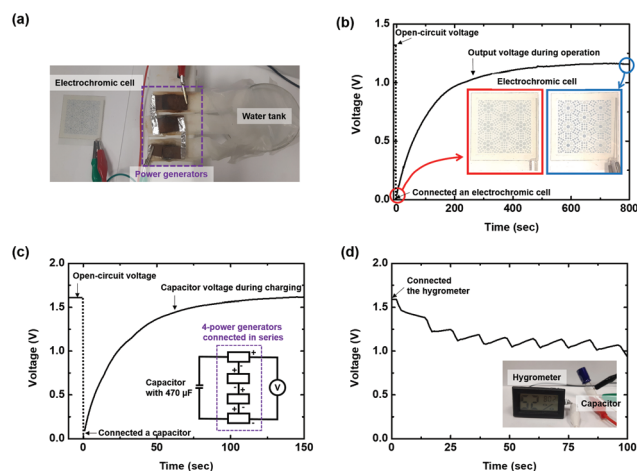 (a)
Electrochromic cell
Water tank
Power generators
(b)
1.5
1.0
0.5
0.0
Voltage (V)
Open-circuit voltage
Output voltage during operation
Electrochromic cell
Connected an electrochromic cell
0
200
400
600
800
Time (sec)
(c)
2.0
1.5
1.0
0.5
0.0
Voltage (V)
Open-circuit voltage
Capacitor voltage during charging
4-power generators
connected in series
Capacitor
with 470 µF
+
-
-
+
+
-
+
-
V
Connected a capacitor
0
50
100
150
Time (sec)
(d)
2.0
1.5
1.0
0.5
0.0
Voltage (V)
Connected
the hygrometer
Hygrometer
Capacitor
0
25
50
75
100
Time (sec)